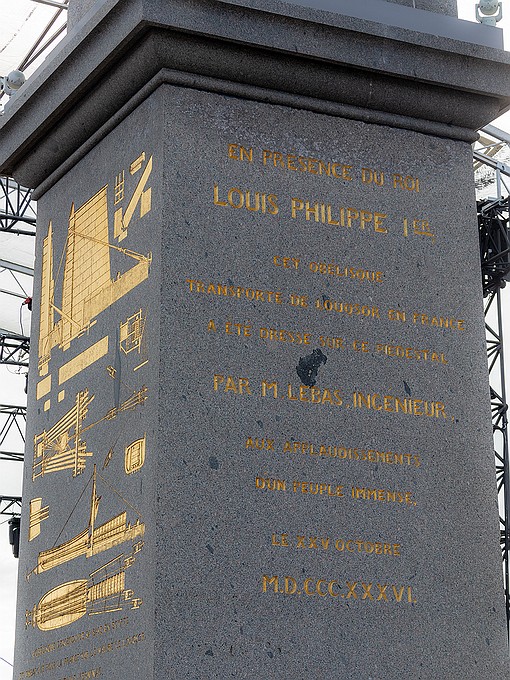 EN PRÉSENCE DU ROI
LOUIS PHILIPPE IER
CET OBÉLISQUE
TRANSPORTÉ DE LOUQSOR EN FRANCE
A ÉTÉ DRESSÉ SUR CE PIÉDESTAL
PAR M. LEBAS, INGÉNIEUR,
AUX APPLAUDISSEMENTS
D'UN PEUPLE IMMENSE,
LE XXV OCTOBRE
M.D.CCC.XXXVI.